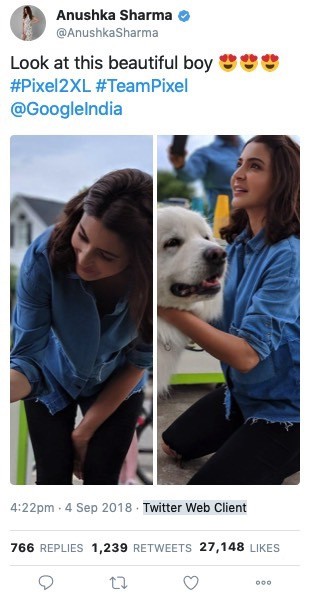 Anushka Sharma
@AnushkaSharma
Look at this beautiful boy 😍😍😍
#Pixel2XL #TeamPixel
@GoogleIndia
4:22pm · 4 Sep 2018 · Twitter Web Client
766 REPLIES 1,239 RETWEETS 27,148 LIKES